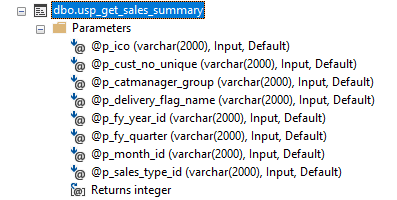 dbo.usp_get_sales_summary
Parameters
@p_ico (varchar(2000), Input, Default)
@p_cust_no_unique (varchar(2000), Input, Default)
@p_catmanager_group (varchar(2000), Input, Default)
@p_delivery_flag_name (varchar(2000), Input, Default)
@p_fy_year_id (varchar(2000), Input, Default)
@p_fy_quarter (varchar(2000), Input, Default)
@p_month_id (varchar(2000), Input, Default)
@p_sales_type_id (varchar(2000), Input, Default)
Returns integer